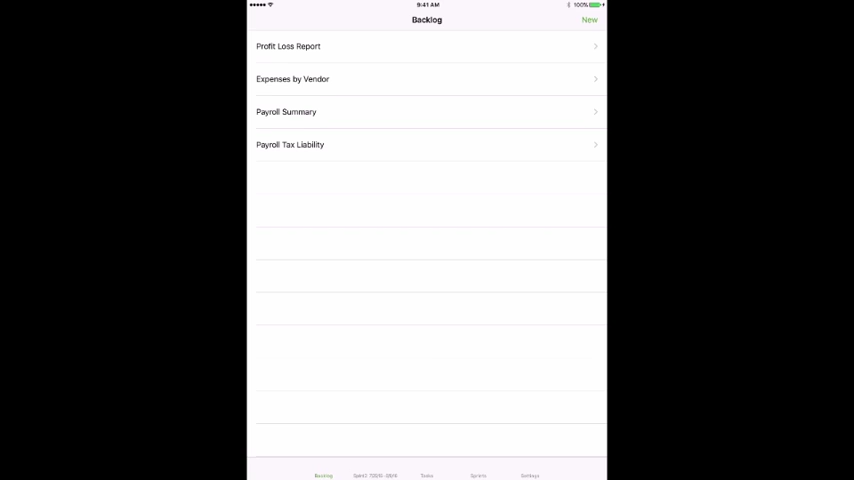 9:41 AM
100%
Backlog
New
Profit Loss Report
Expenses by Vendor
Payroll Summary
Payroll Tax Liability
Backlog
Sprints